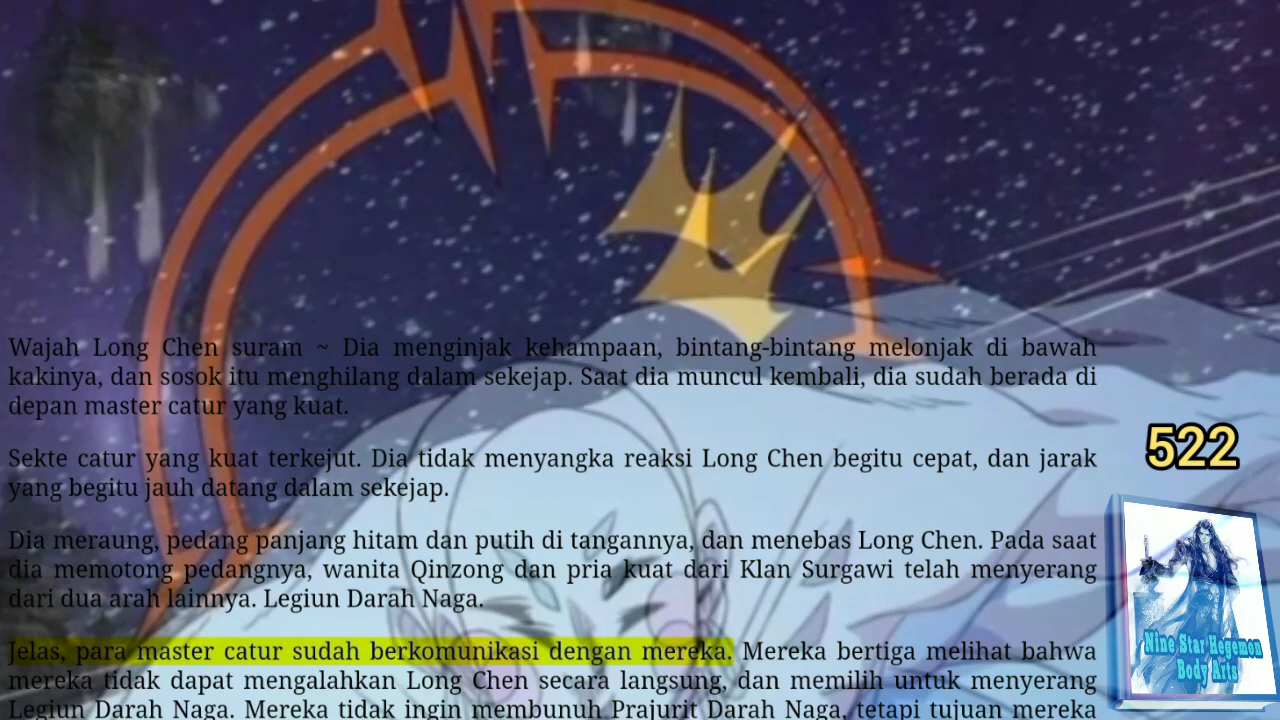 Wajah Long Chen suram ~ Dia menginjak kehampaan, bintang-bintang melonjak di bawah
kakinya, dan sosok itu menghilang dalam sekejap. Saat dia muncul kembali, dia sudah berada di
depan master catur yang kuat.
Sekte catur yang kuat terkejut. Dia tidak menyangka reaksi Long Chen begitu cepat, dan jarak
yang begitu jauh datang dalam sekejap.
Dia meraung, pedang panjang hitam dan putih di tangannya, dan menebas Long Chen. Pada saat
dia memotong pedangnya, wanita Qinzong dan pria kuat dari Klan Surgawi telah menyerang
dari dua arah lainnya. Legiun Darah Naga.
Jelas, para master catur sudah berkomunikasi dengan mereka. Mereka bertiga melihat bahwa
mereka tidak dapat mengalahkan Long Chen secara langsung, dan memilih untuk menyerang
Legiun Darah Naga. Mereka tidak ingin membunuh Prajurit Darah Naga, tetapi tujuan mereka
522
Nine Star Hegemon
Body Arts